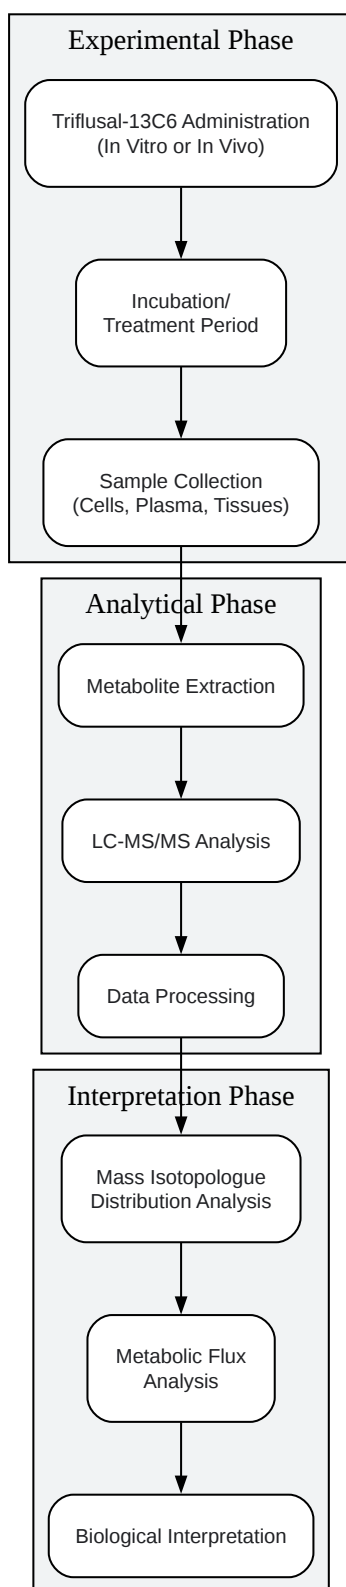 Experimental Phase
Triflusal-13C6 Administration
(In Vitro or In Vivo)
Incubation/
Treatment Period
Sample Collection
(Cells, Plasma, Tissues)
Analytical Phase
Metabolite Extraction
LC-MS/MS Analysis
Data Processing
Interpretation Phase
Mass Isotopologue
Distribution Analysis
Metabolic Flux
Analysis
Biological Interpretation